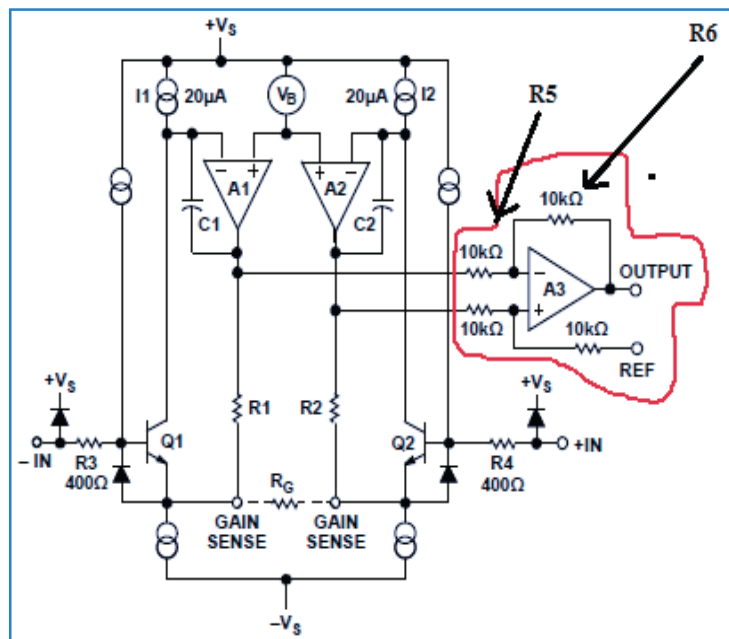 +VS
R6
I1 20µA VB 20µA I2
R5
A1 A2
C1 C2
10kΩ
10kΩ
A3 OUTPUT
10kΩ 10kΩ
REF
+VS R1 R2 +VS
– IN R3 Q1 Q2 R4 +IN
400Ω RG 400Ω
GAIN GAIN
SENSE SENSE
–VS